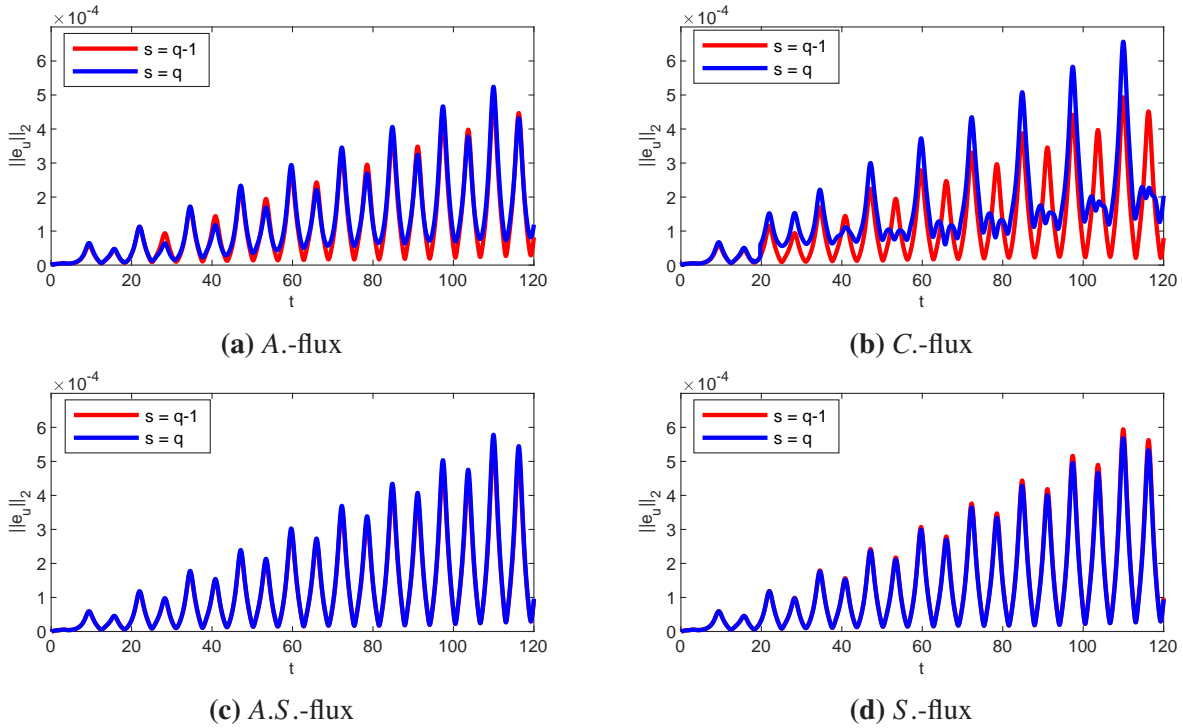 ×10⁻⁴
s = q-1
s = q
||e_u||₂
6
5
4
3
2
1
0
0 20 40 60 80 100 120
t
(a) A.-flux
×10⁻⁴
s = q-1
s = q
||e_u||₂
6
5
4
3
2
1
0
0 20 40 60 80 100 120
t
(b) C.-flux
×10⁻⁴
s = q-1
s = q
||e_u||₂
6
5
4
3
2
1
0
0 20 40 60 80 100 120
t
(c) A.S.-flux
×10⁻⁴
s = q-1
s = q
||e_u||₂
6
5
4
3
2
1
0
0 20 40 60 80 100 120
t
(d) S.-flux